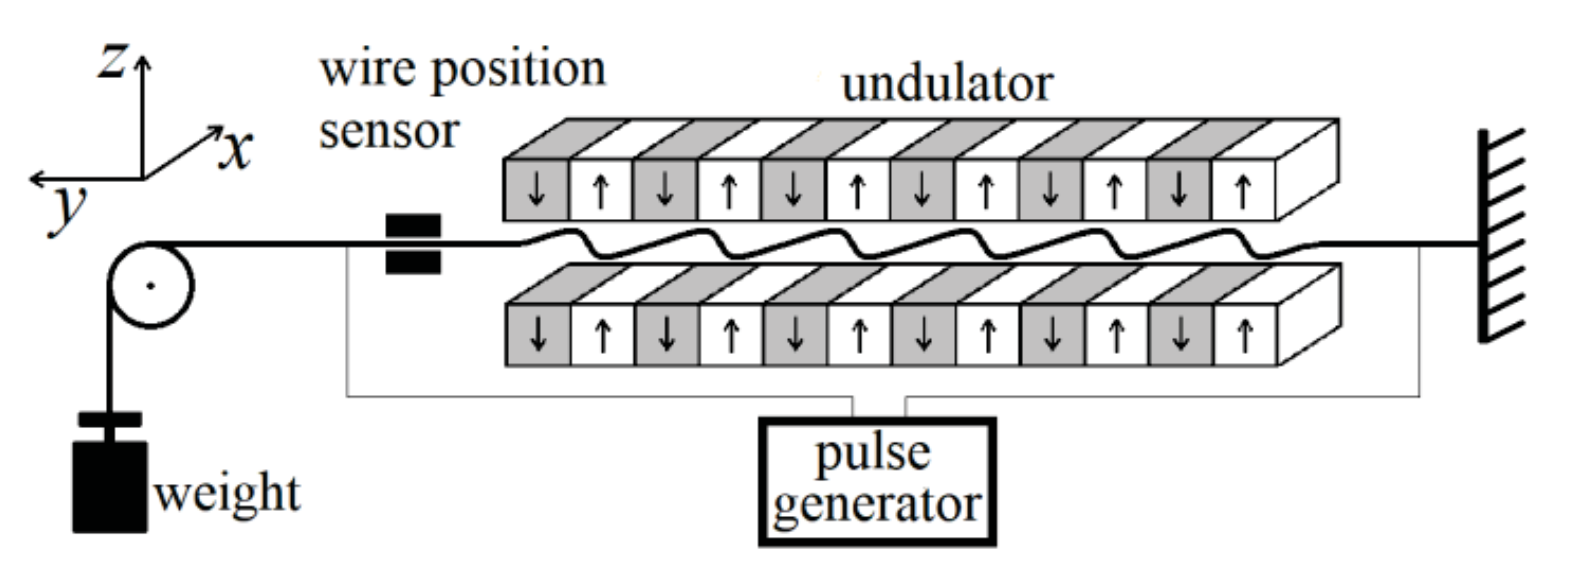 z
x
y
wire position
sensor
undulator
weight
pulse
generator